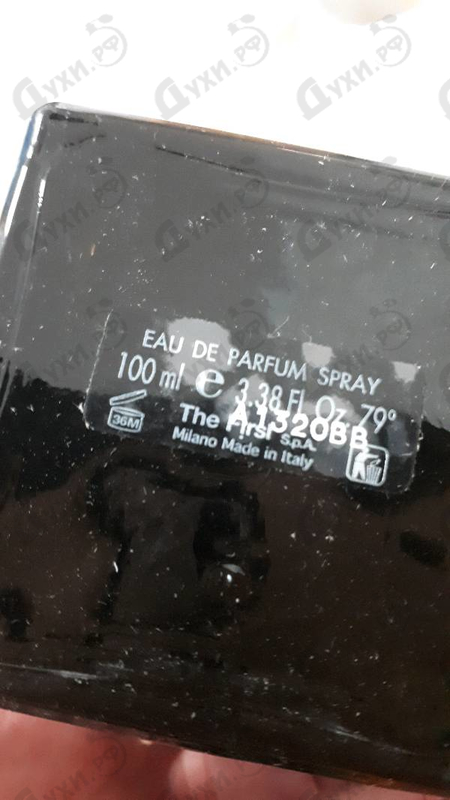 Духи.РФ
EAU DE PARFUM SPRAY
100 ml e 3.38 Fl. Oz. 79°
A1320BB
36M
The First S.p.A.
Milano Made in Italy